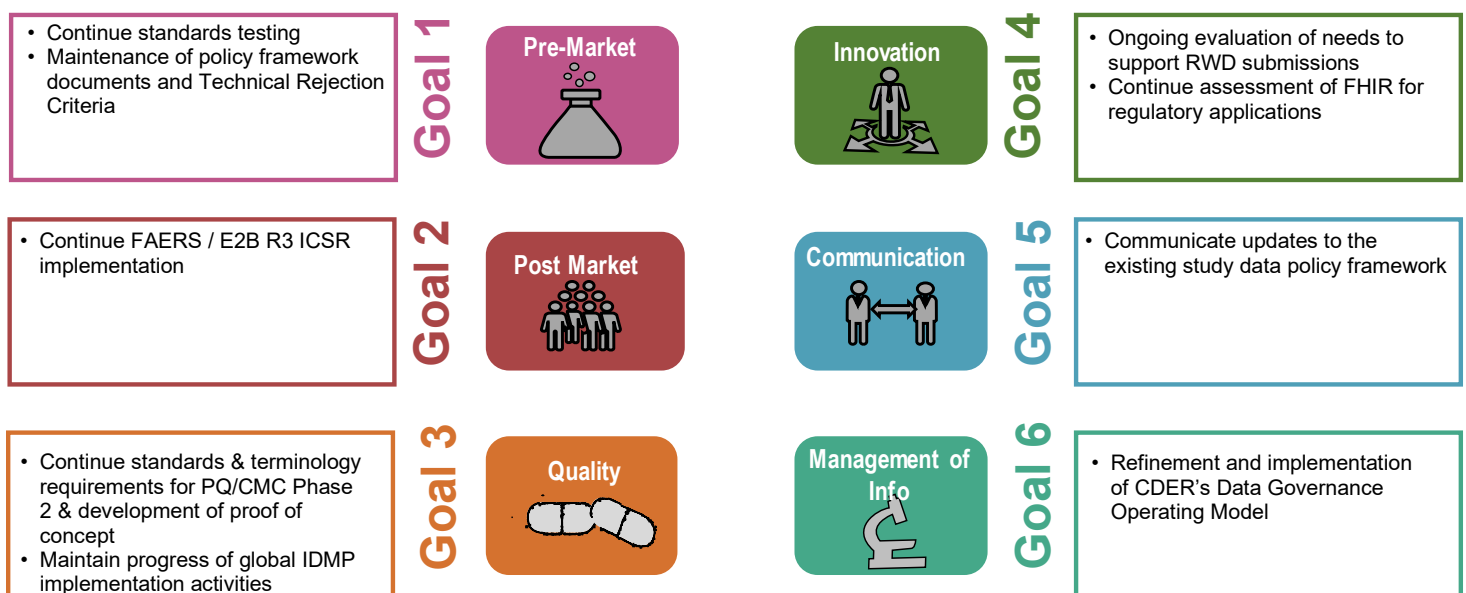 • Continue standards testing
• Maintenance of policy framework
documents and Technical Rejection
Criteria
Goal 1
Pre-Market
Innovation
Goal 4
• Ongoing evaluation of needs to
support RWD submissions
• Continue assessment of FHIR for
regulatory applications
• Continue FAERS / E2B R3 ICSR
implementation
Goal 2
Post Market
Communication
Goal 5
• Communicate updates to the
existing study data policy framework
• Continue standards & terminology
requirements for PQ/CMC Phase
2 & development of proof of
concept
• Maintain progress of global IDMP
implementation activities
Goal 3
Quality
Management of
Info
Goal 6
• Refinement and implementation
of CDER’s Data Governance
Operating Model